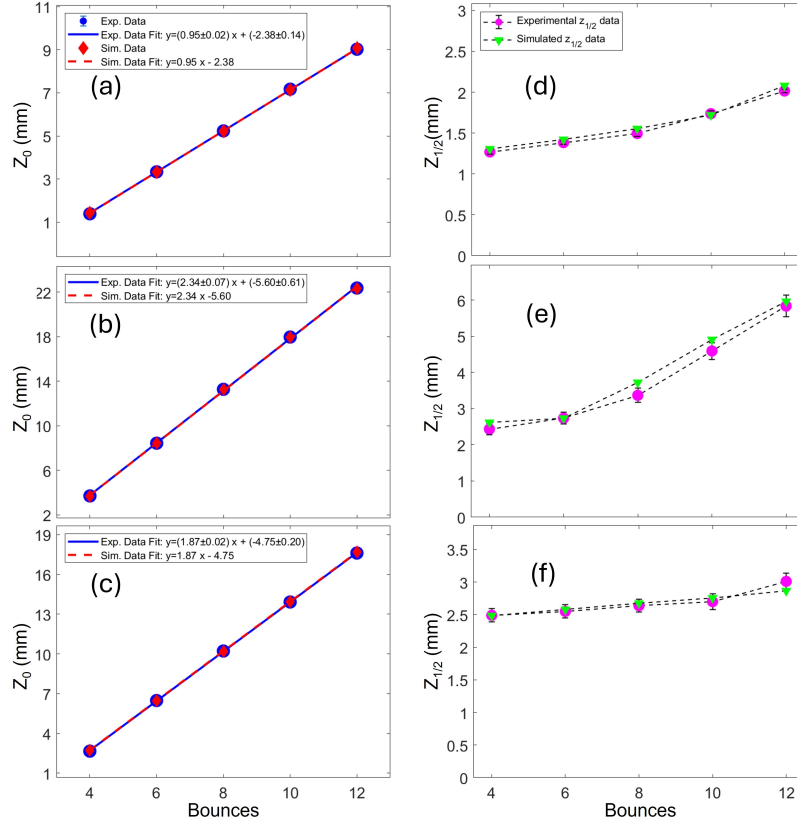 11
9
7
5
3
1
Z0 (mm)
Exp. Data
Exp. Data Fit: y=(0.95±0.02) x + (-2.38±0.14)
Sim. Data
Sim. Data Fit: y=0.95 x - 2.38
(a)
3
2.5
2
1.5
1
0.5
0
Z1/2(mm)
Experimental z1/2 data
Simulated z1/2 data
(d)
22
18
14
10
6
2
Z0 (mm)
Exp. Data Fit: y=(2.34±0.07) x + (-5.60±0.61)
Sim. Data Fit: y=2.34 x -5.60
(b)
6
5
4
3
2
1
0
Z1/2 (mm)
(e)
19
16
13
10
7
4
1
Z0 (mm)
Exp. Data Fit: y=(1.87±0.02) x + (-4.75±0.20)
Sim. Data Fit: y=1.87 x - 4.75
(c)
4 6 8 10 12
Bounces
3.5
3
2.5
2
1.5
1
0.5
0
Z1/2 (mm)
(f)
4 6 8 10 12
Bounces